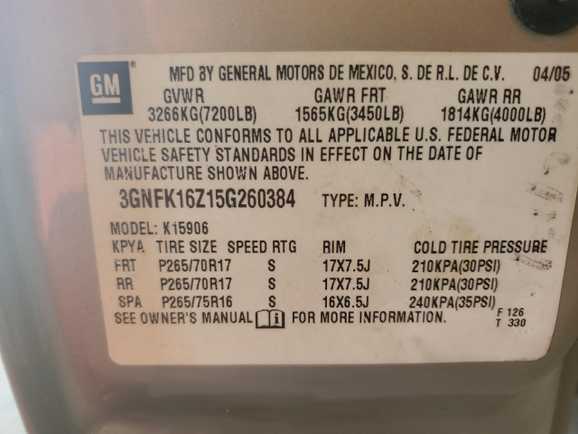 GM
MFD BY GENERAL MOTORS DE MEXICO, S. DE R.L. DE C.V. 04/05
GVWR GAWR FRT GAWR RR
3266KG(7200LB) 1565KG(3450LB) 1814KG(4000LB)
THIS VEHICLE CONFORMS TO ALL APPLICABLE U.S. FEDERAL MOTOR
VEHICLE SAFETY STANDARDS IN EFFECT ON THE DATE OF
MANUFACTURE SHOWN ABOVE.
3GNFK16Z15G260384 TYPE: M.P.V.
MODEL: K15906
KPYA TIRE SIZE SPEED RTG RIM COLD TIRE PRESSURE
FRT P265/70R17 S 17X7.5J 210KPA(30PSI)
RR P265/70R17 S 17X7.5J 210KPA(30PSI)
SPA P265/75R16 S 16X6.5J 240KPA(35PSI)
SEE OWNER'S MANUAL FOR MORE INFORMATION.
F 126
T 330